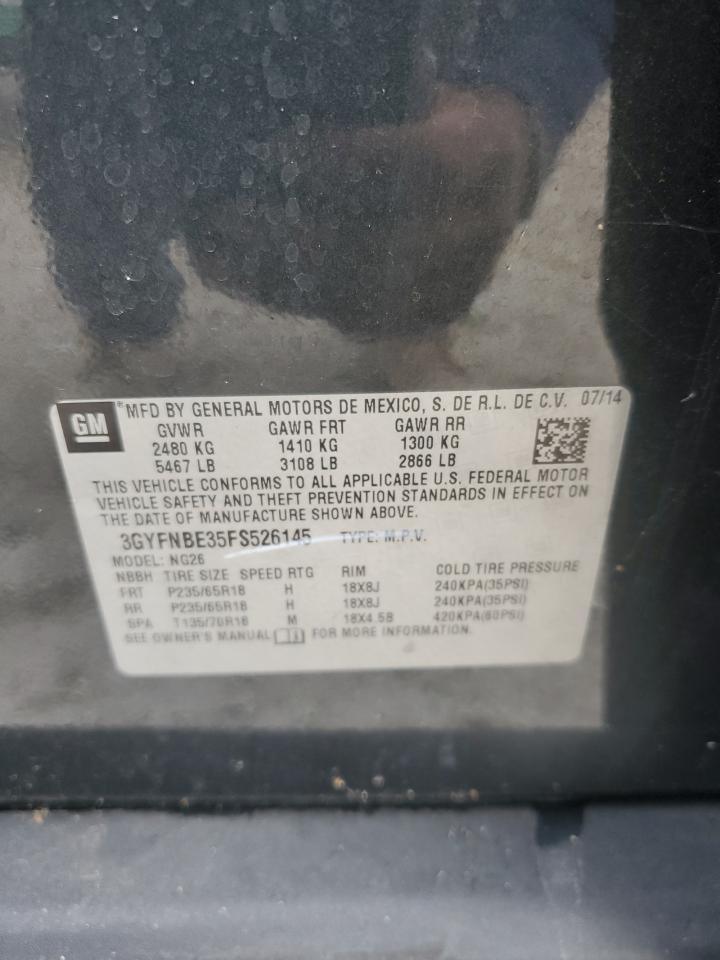 GM ® MFD BY GENERAL MOTORS DE MEXICO, S. DE R.L. DE C.V. 07/14
GVWR GAWR FRT GAWR RR
2480 KG 1410 KG 1300 KG
5467 LB 3108 LB 2866 LB
THIS VEHICLE CONFORMS TO ALL APPLICABLE U.S. FEDERAL MOTOR
VEHICLE SAFETY AND THEFT PREVENTION STANDARDS IN EFFECT ON
THE DATE OF MANUFACTURE SHOWN ABOVE.
3GYFNBE35FS526145 TYPE: M.P.V.
MODEL: NG26
NBBH TIRE SIZE SPEED RTG RIM COLD TIRE PRESSURE
FRT P235/65R18 H 18X8J 240KPA(35PSI)
RR P235/65R18 H 18X8J 240KPA(35PSI)
SPA T135/70R18 M 18X4.5B 420KPA(60PSI)
SEE OWNER'S MANUAL FOR MORE INFORMATION.